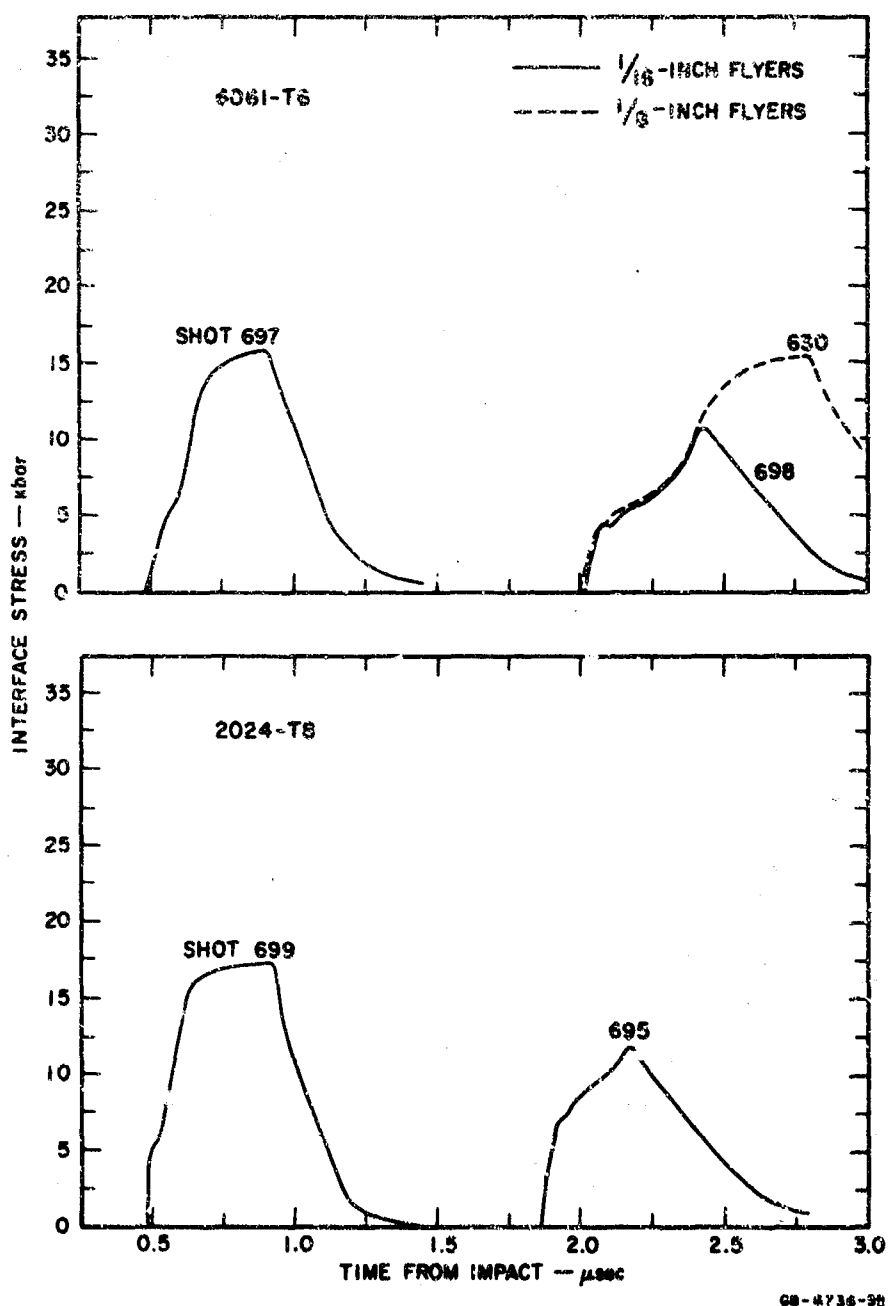 35
30
25
20
15
10
5
0
6061-T6
1/16-INCH FLYERS
1/8-INCH FLYERS
SHOT 697
630
698
INTERFACE STRESS — kbar
35
30
25
20
15
10
5
0
2024-T8
SHOT 699
695
0.5 1.0 1.5 2.0 2.5 3.0
TIME FROM IMPACT — μsec